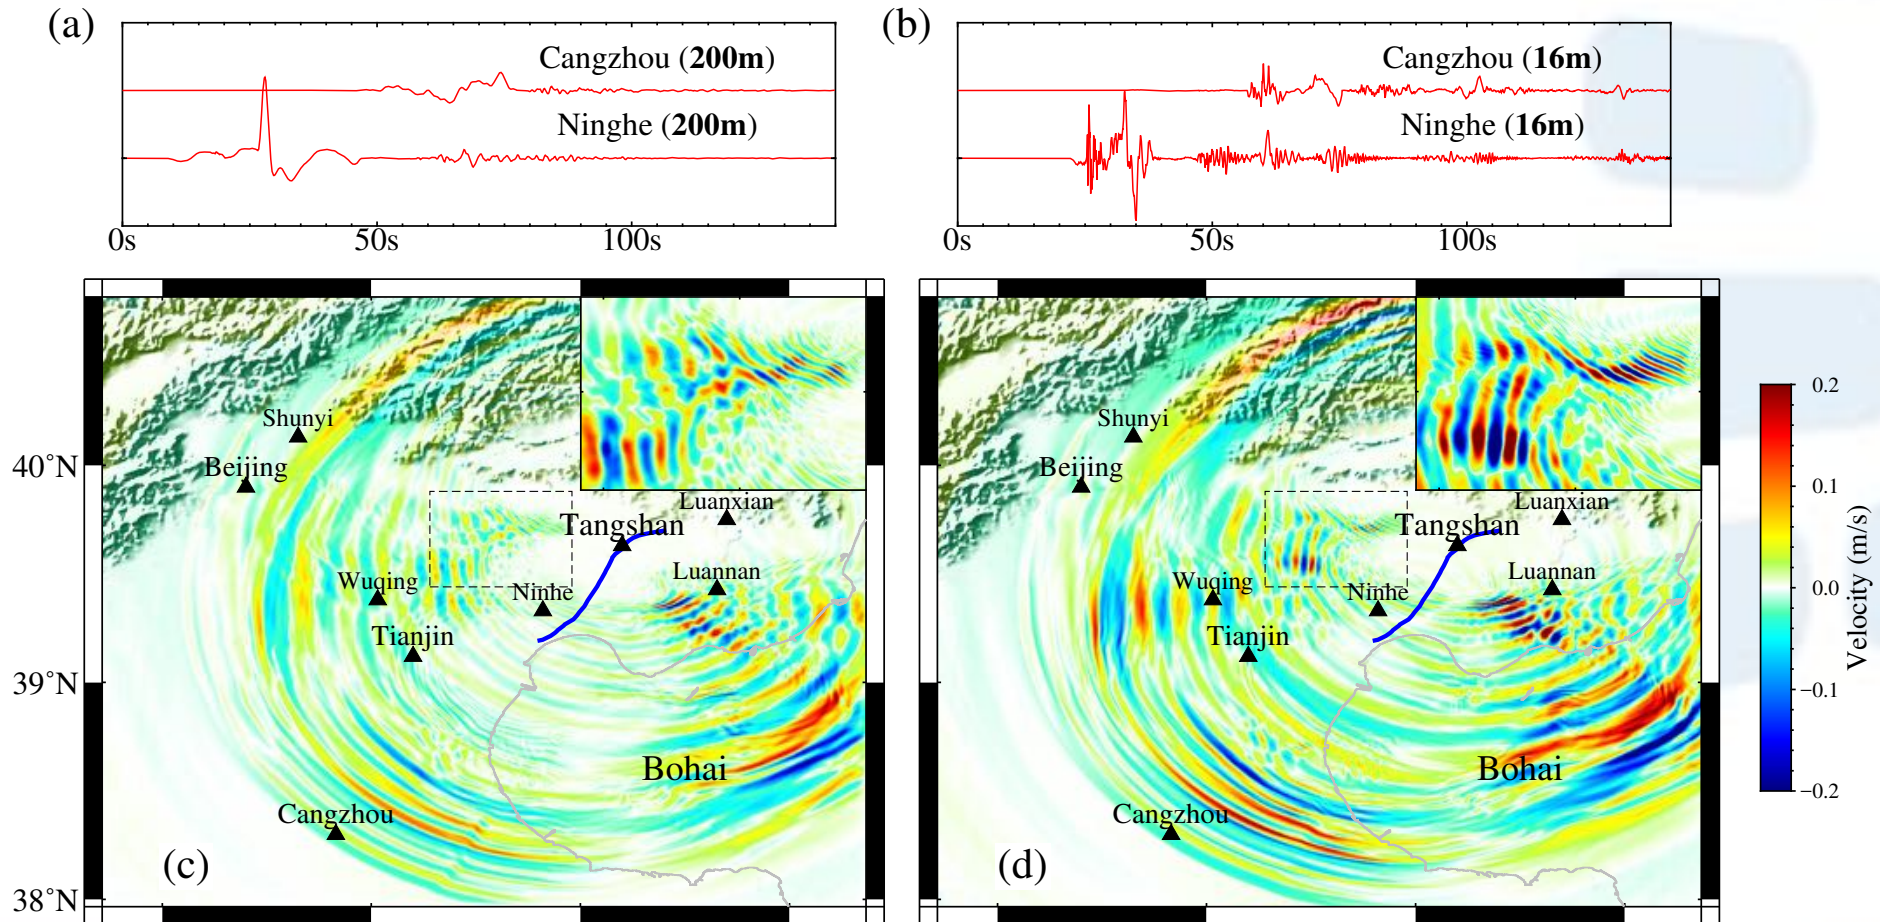 (a)
Cangzhou (200m)
Ninghe (200m)
0s 50s 100s
(b)
Cangzhou (16m)
Ninghe (16m)
0s 50s 100s
40°N
39°N
38°N
Shunyi
Beijing
Luanxian
Tangshan
Luannan
Wuqing
Ninhe
Tianjin
Bohai
Cangzhou
(c)
Shunyi
Beijing
Luanxian
Tangshan
Luannan
Wuqing
Ninhe
Tianjin
Bohai
Cangzhou
(d)
0.2
0.1
0.0
−0.1
−0.2
Velocity (m/s)